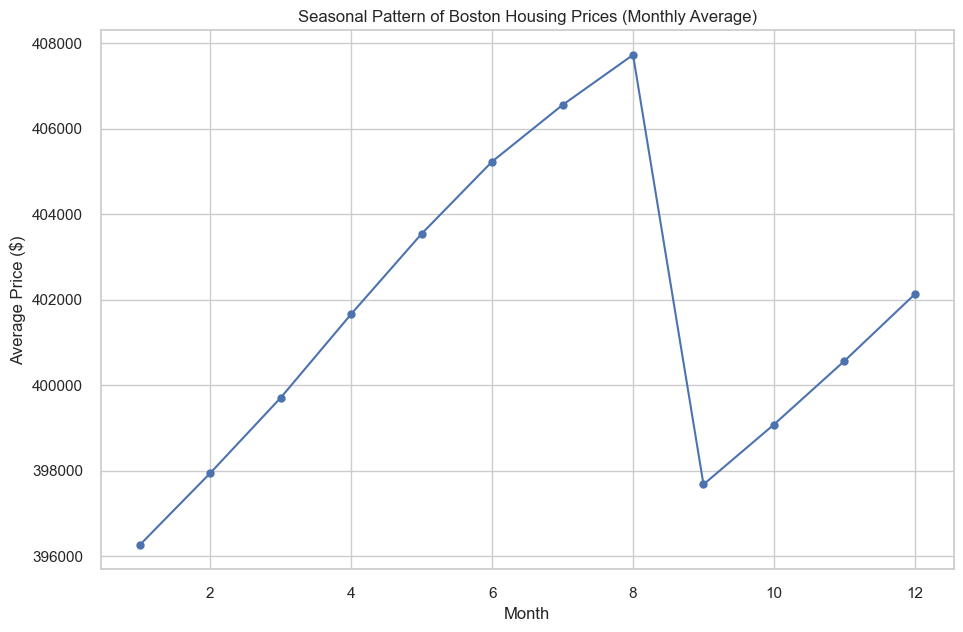 Seasonal Pattern of Boston Housing Prices (Monthly Average)
408000
406000
404000
402000
400000
398000
396000
Average Price ($)
2 4 6 8 10 12
Month